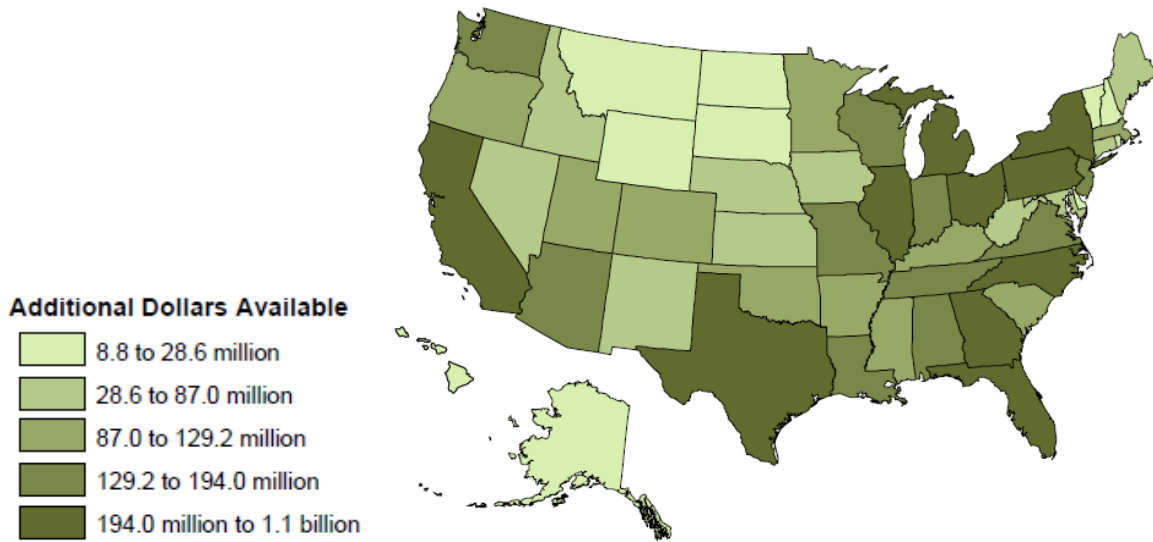 Additional Dollars Available
8.8 to 28.6 million
28.6 to 87.0 million
87.0 to 129.2 million
129.2 to 194.0 million
194.0 million to 1.1 billion